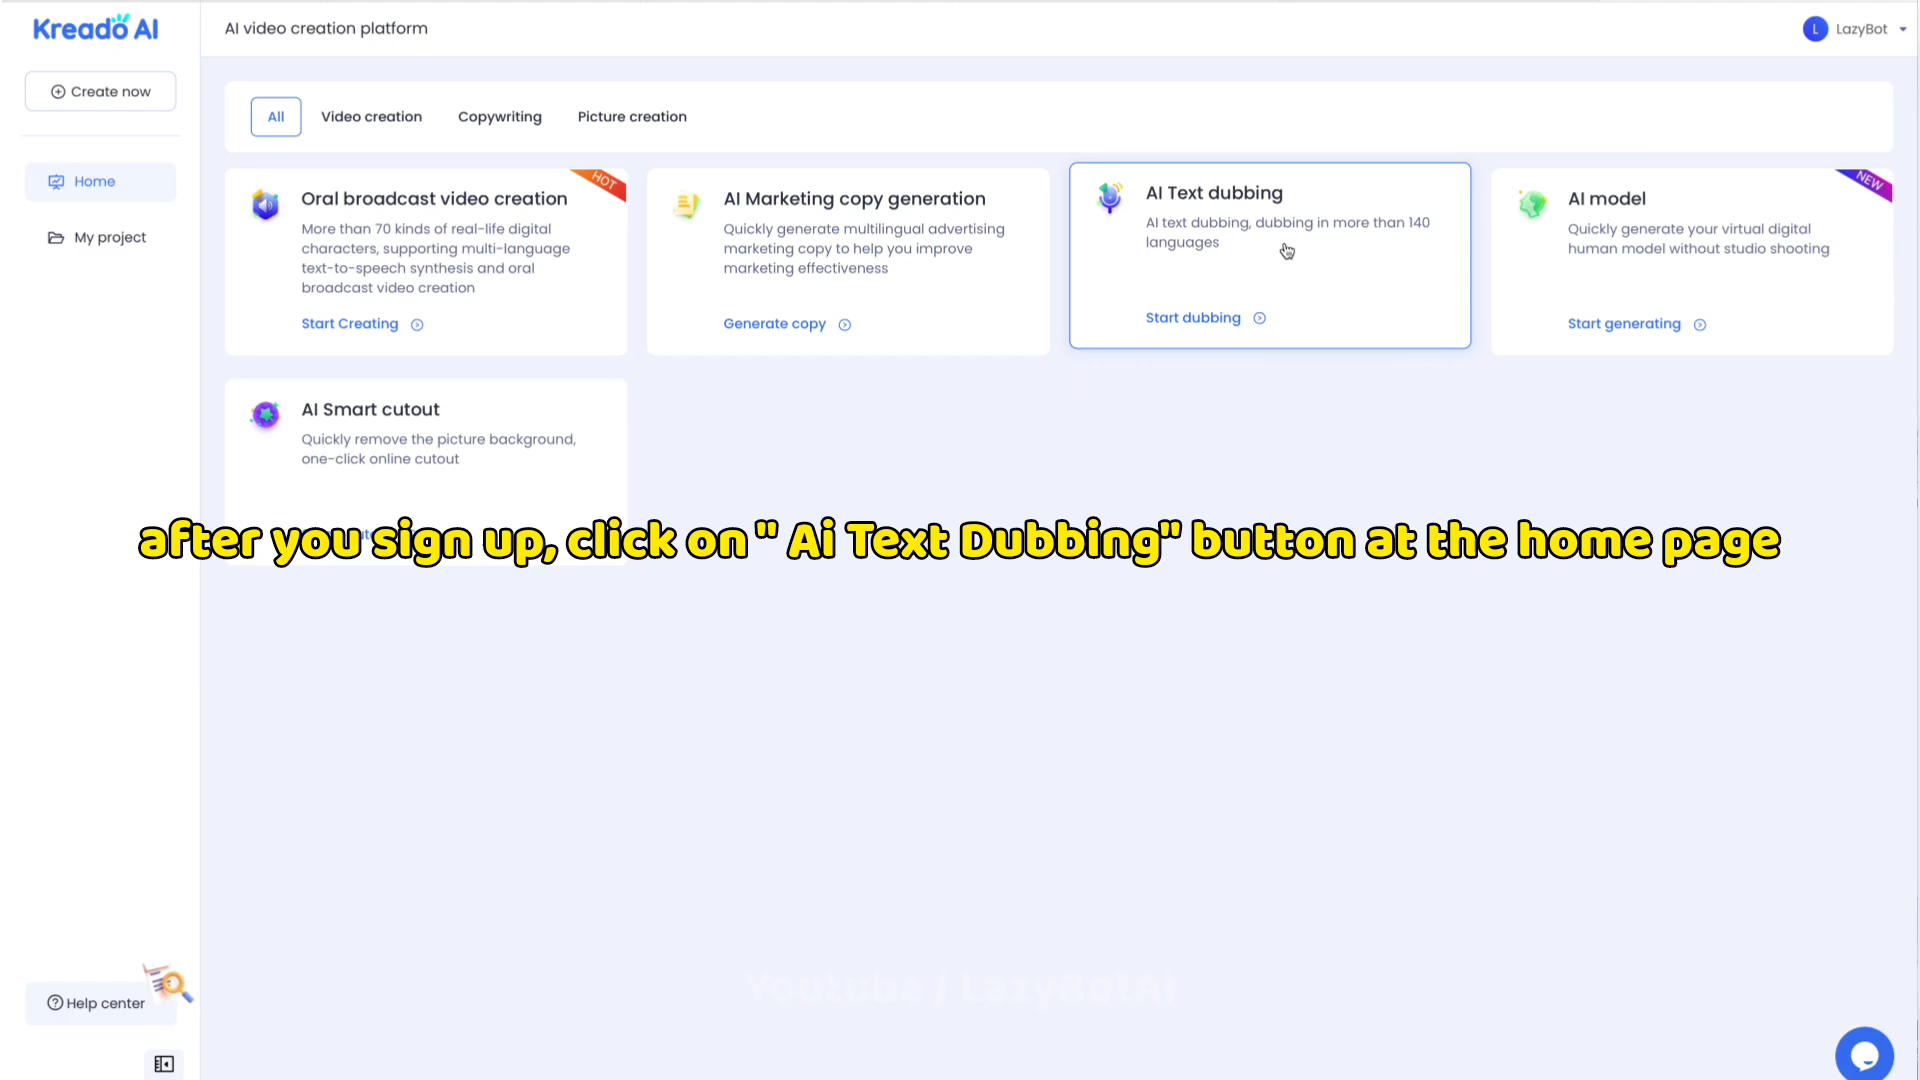 Kreado AI
AI video creation platform
L LazyBot
Create now
Home
My project
All
Video creation
Copywriting
Picture creation
HOT
Oral broadcast video creation
More than 70 kinds of real-life digital
characters, supporting multi-language
text-to-speech synthesis and oral
broadcast video creation
Start Creating
AI Marketing copy generation
Quickly generate multilingual advertising
marketing copy to help you improve
marketing effectiveness
Generate copy
AI Text dubbing
AI text dubbing, dubbing in more than 140
languages
Start dubbing
NEW
AI model
Quickly generate your virtual digital
human model without studio shooting
Start generating
AI Smart cutout
Quickly remove the picture background,
one-click online cutout
after you sign up, click on " Ai Text Dubbing" button at the home page
Youtube / LazyBotAi
Help center